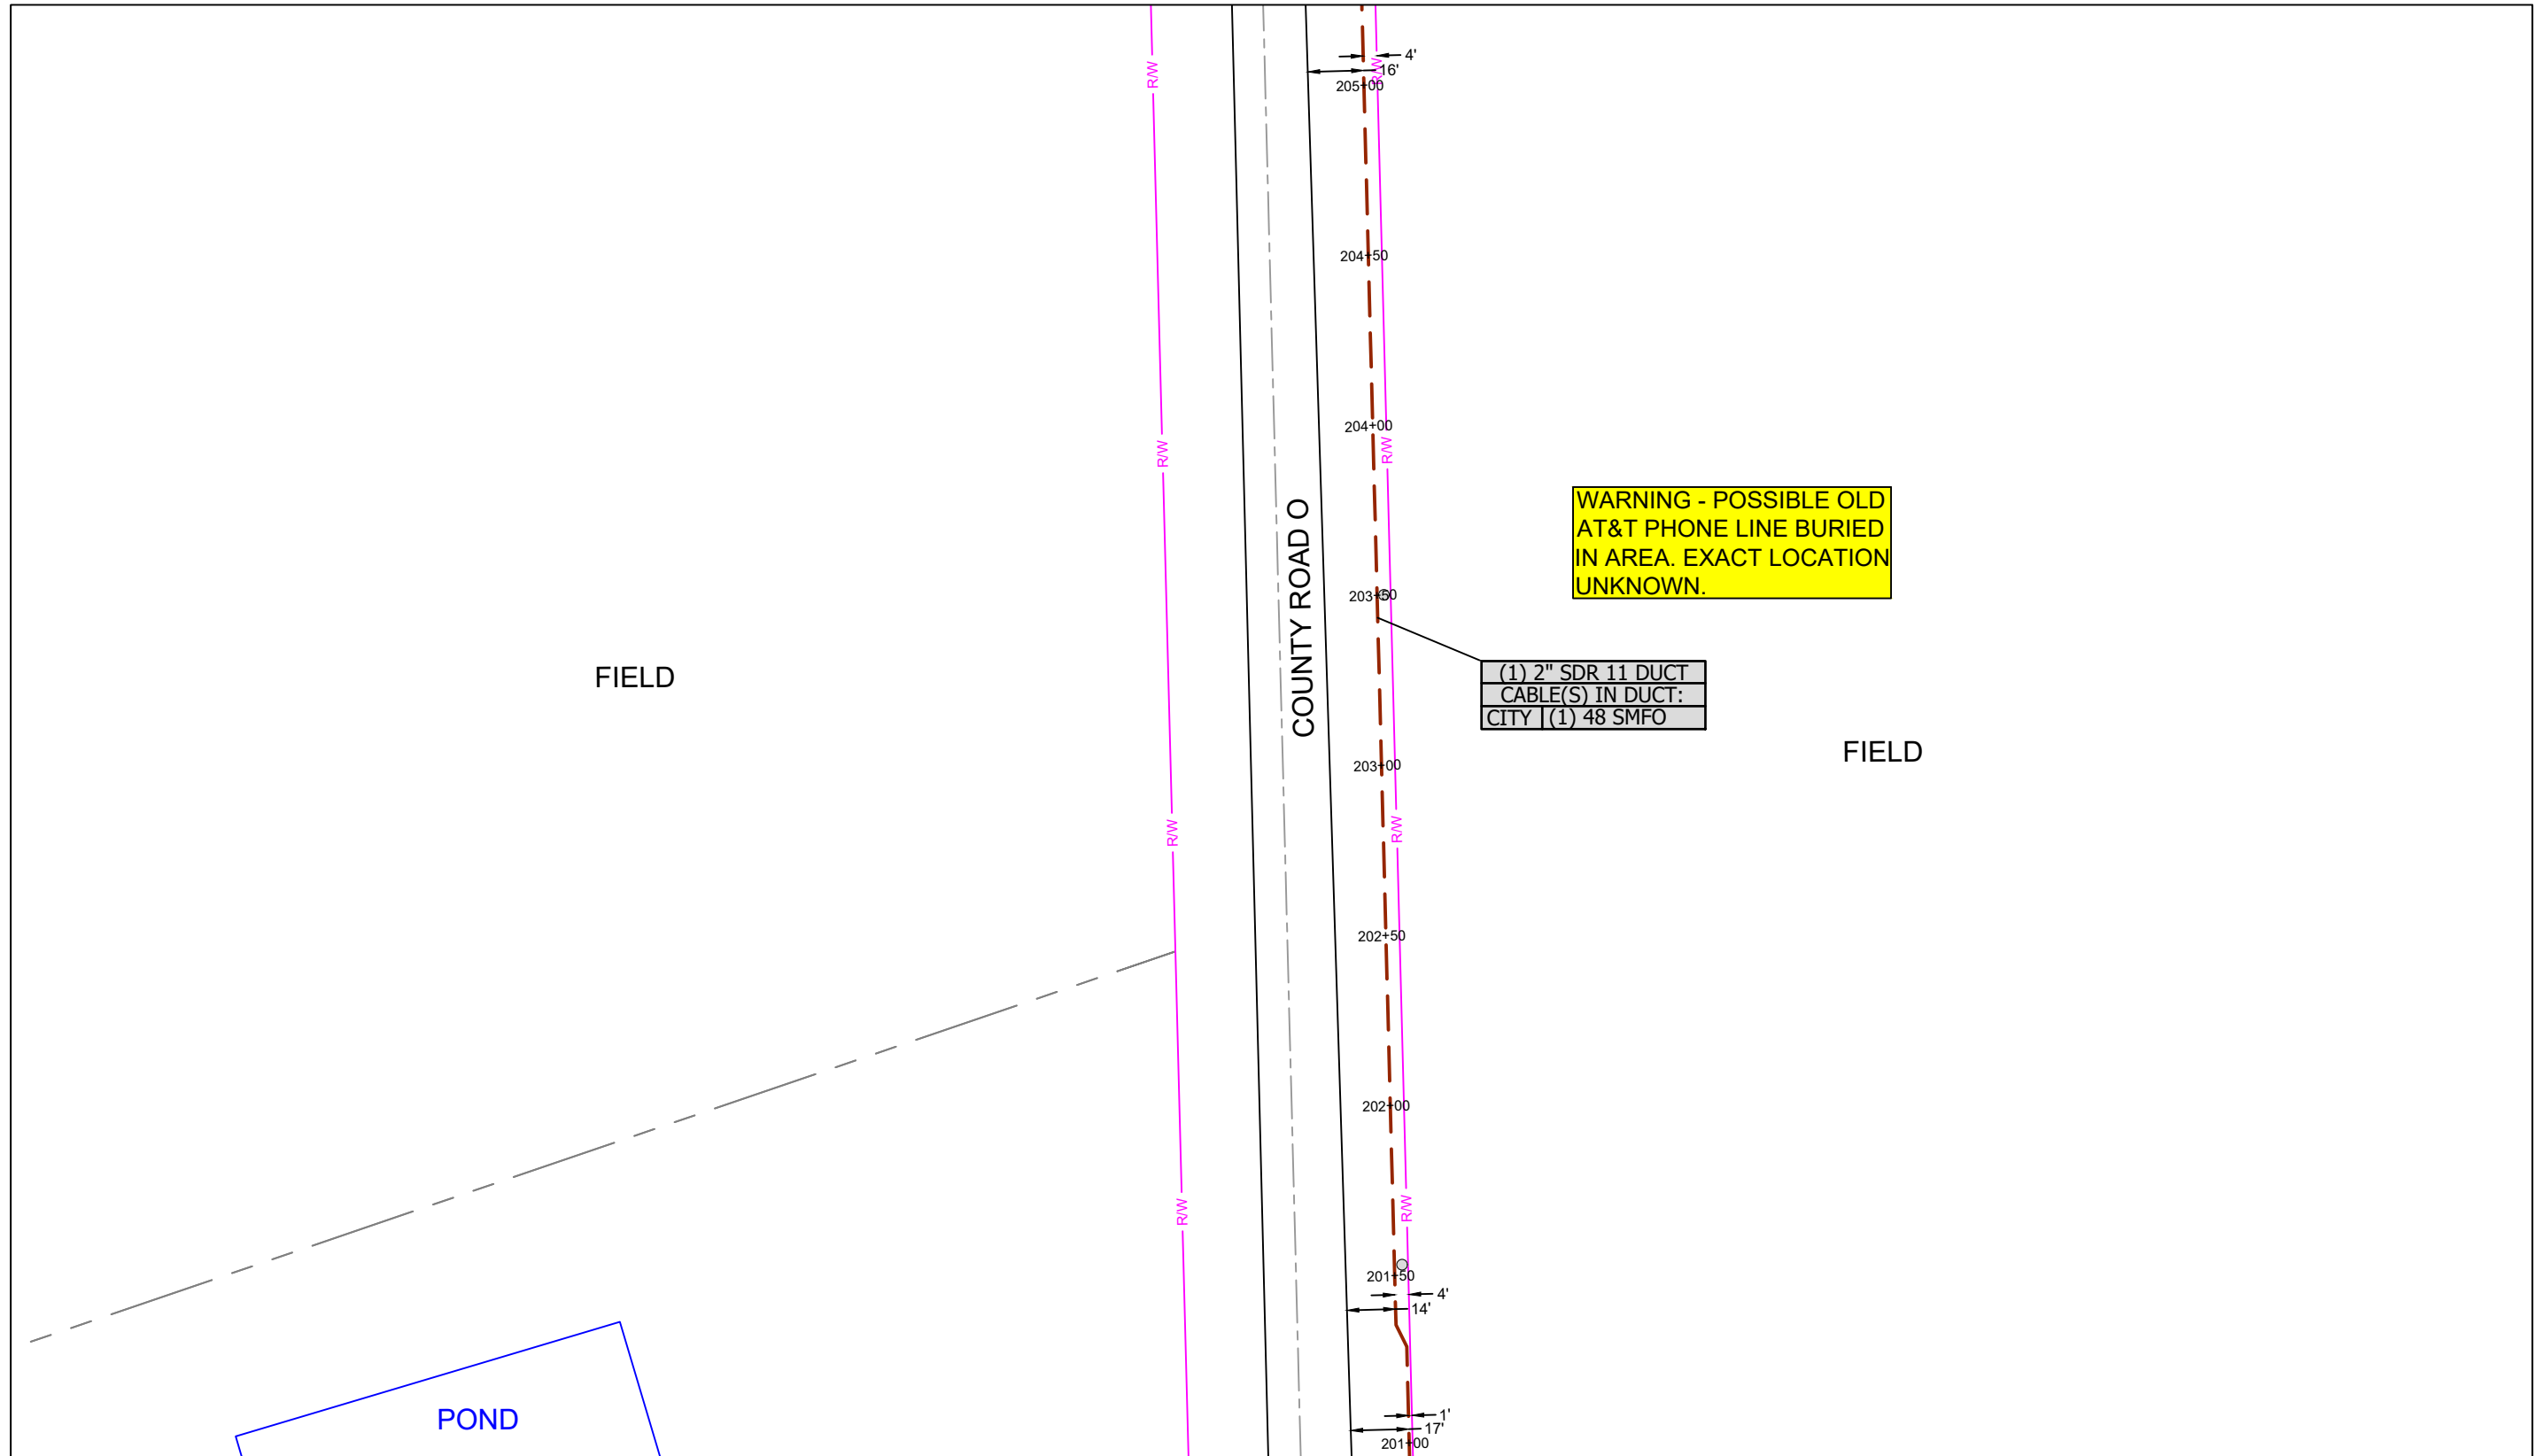 4'
R/W
R/W
16'
205+00
204+50
204+00
R/W
R/W
WARNING - POSSIBLE OLD
AT&T PHONE LINE BURIED
IN AREA. EXACT LOCATION
UNKNOWN.
COUNTY ROAD O
203+50
FIELD
(1) 2" SDR 11 DUCT
CABLE(S) IN DUCT:
CITY (1) 48 SMFO
FIELD
203+00
R/W
R/W
202+50
202+00
R/W
R/W
201+50
4'
14'
POND
1'
17'
201+00